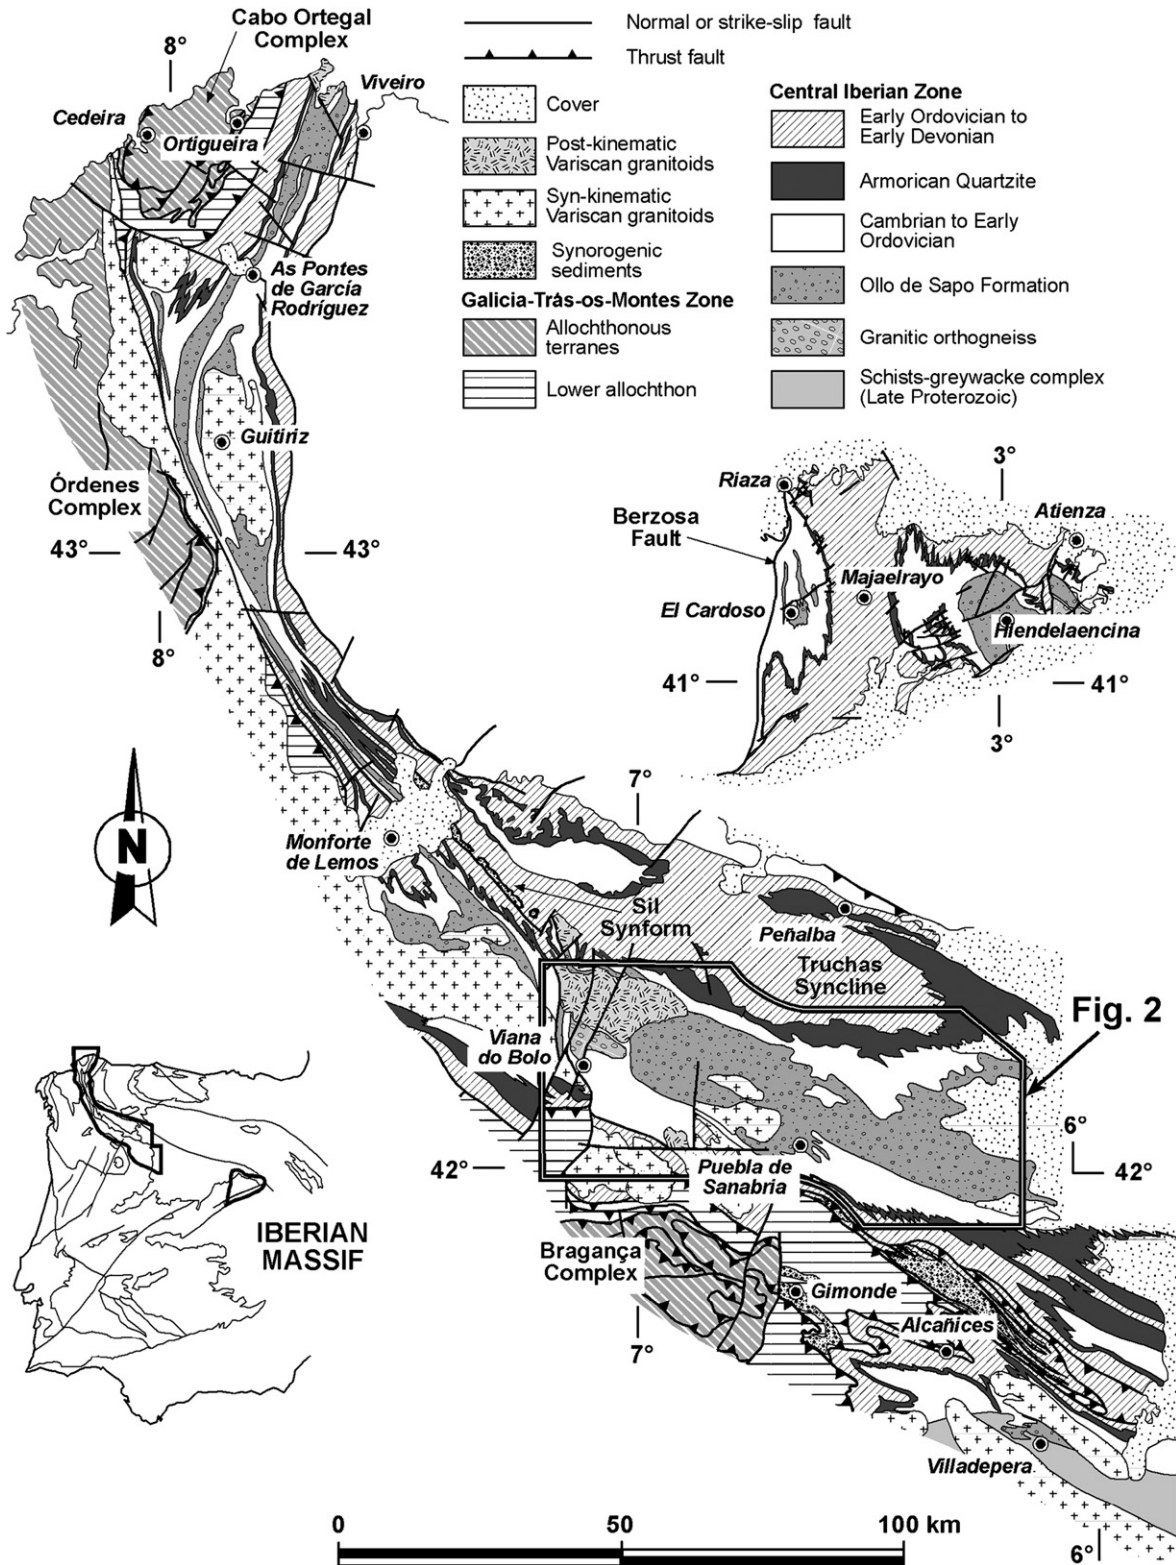 Cabo Ortegal
Complex
8°
Viveiro
Cedeira
Ortigueira
As Pontes
de García
Rodríguez
Guitiriz
Órdenes
Complex
43°
43°
8°
Normal or strike-slip fault
Thrust fault
Cover
Post-kinematic
Variscan granitoids
Syn-kinematic
Variscan granitoids
Synorogenic
sediments
Galicia-Trás-os-Montes Zone
Allochthonous
terranes
Lower allochthon
Central Iberian Zone
Early Ordovician to
Early Devonian
Armorican Quartzite
Cambrian to Early
Ordovician
Ollo de Sapo Formation
Granitic orthogneiss
Schists-greywacke complex
(Late Proterozoic)
3°
Riaza
Atienza
Berzosa
Fault
Majaelrayo
El Cardoso
Hiendelaencina
41°
41°
3°
N
7°
Monforte
de Lemos
Sil
Synform
Peñalba
Truchas
Syncline
Fig. 2
Viana
do Bolo
6°
42°
42°
Puebla de
Sanabria
IBERIAN
MASSIF
Bragança
Complex
Gimonde
Alcañices
7°
Villadepera
0
50
100 km
6°